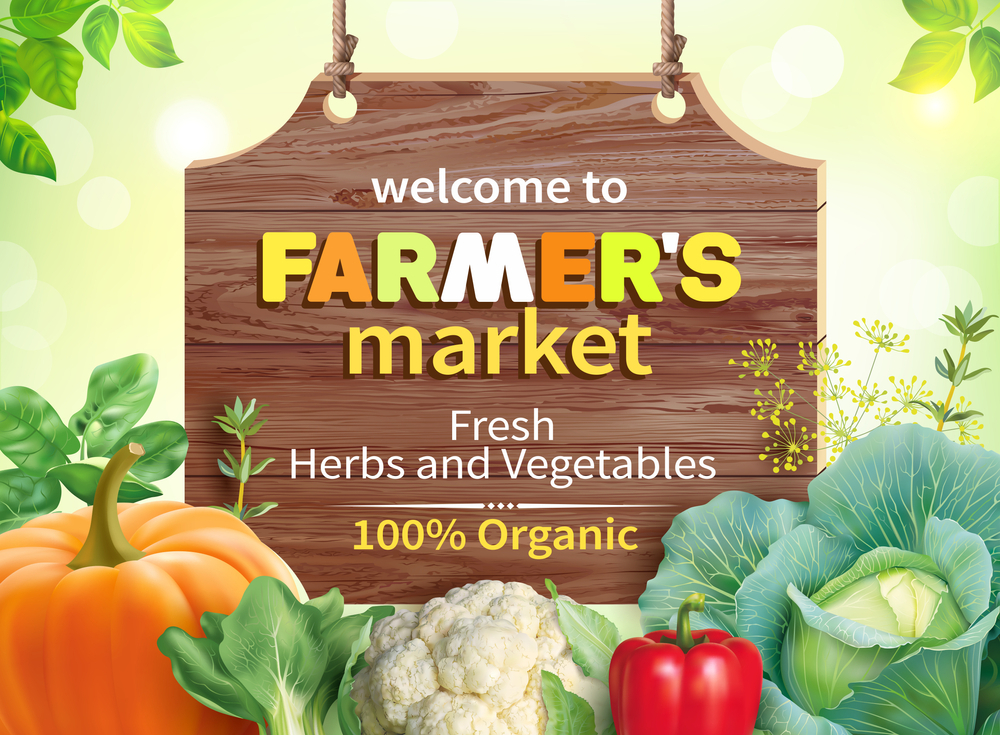 welcome to
FARMER'S
market
Fresh
Herbs and Vegetables
100% Organic